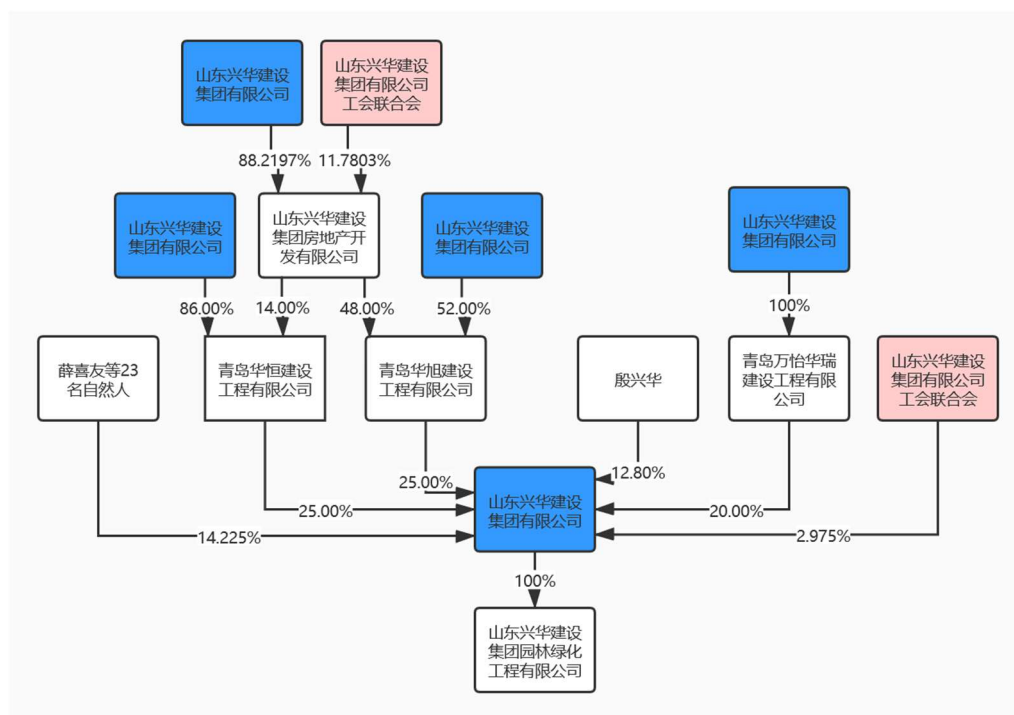 山东兴华建设
集团有限公司
山东兴华建设
集团有限公司
工会联合会
88.2197%
11.7803%
山东兴华建设
集团有限公司
山东兴华建设
集团房地产开
发有限公司
山东兴华建设
集团有限公司
山东兴华建设
集团有限公司
86.00%
14.00%
48.00%
52.00%
100%
薛喜友等23
名自然人
青岛华恒建设
工程有限公司
青岛华旭建设
工程有限公司
殷兴华
青岛万怡华瑞
建设工程有限
公司
山东兴华建设
集团有限公司
工会联合会
12.80%
25.00%
25.00%
20.00%
14.225%
2.975%
山东兴华建设
集团有限公司
100%
山东兴华建设
集团园林绿化
工程有限公司